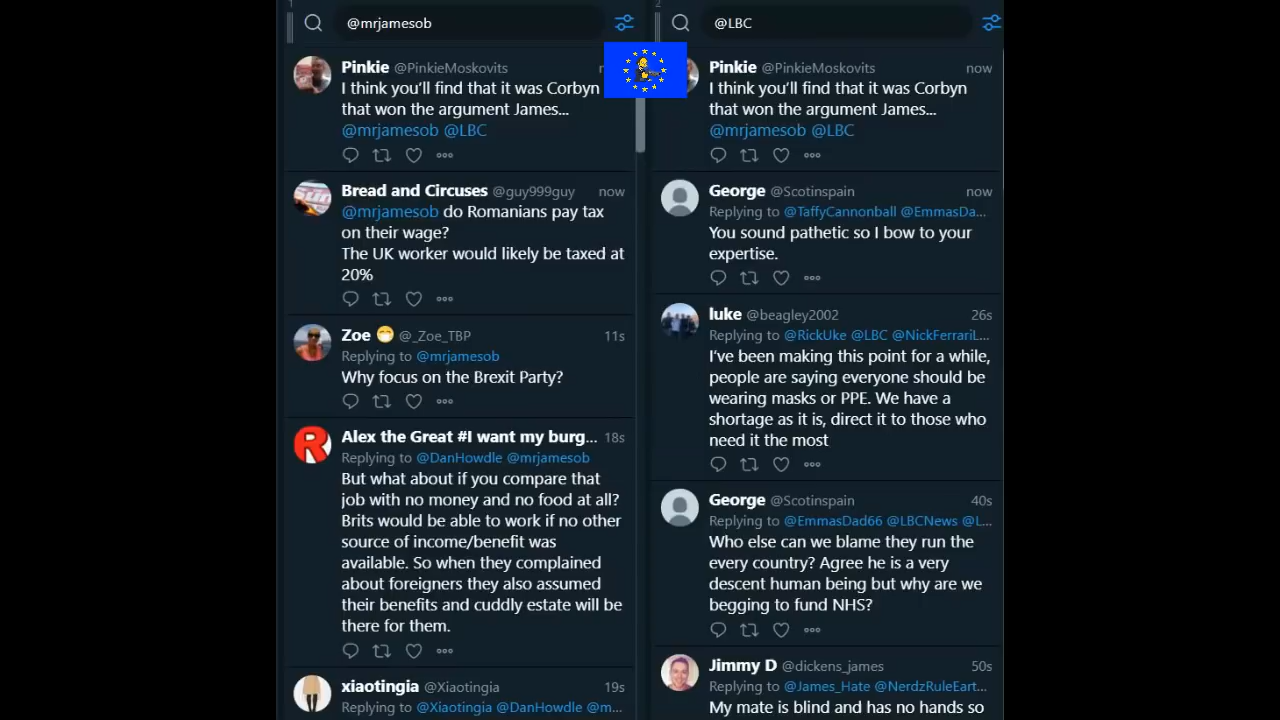 1
@mrjamesob
Pinkie @PinkieMoskovits
I think you'll find that it was Corbyn
that won the argument James...
@mrjamesob @LBC
Bread and Circuses @guy999guy now
@mrjamesob do Romanians pay tax
on their wage?
The UK worker would likely be taxed at
20%
Zoe @_Zoe_TBP 11s
Replying to @mrjamesob
Why focus on the Brexit Party?
Alex the Great #I want my burg... 18s
Replying to @DanHowdle @mrjamesob
But what about if you compare that
job with no money and no food at all?
Brits would be able to work if no other
source of income/benefit was
available. So when they complained
about foreigners they also assumed
their benefits and cuddly estate will be
there for them.
xiaotingia @Xiaotingia 19s
Replying to @Xiaotingia @DanHowdle @m...
2
@LBC
Pinkie @PinkieMoskovits now
I think you'll find that it was Corbyn
that won the argument James...
@mrjamesob @LBC
George @Scotinspain now
Replying to @TaffyCannonball @EmmasDa...
You sound pathetic so I bow to your
expertise.
luke @beagley2002 26s
Replying to @RickUke @LBC @NickFerrariL...
I've been making this point for a while,
people are saying everyone should be
wearing masks or PPE. We have a
shortage as it is, direct it to those who
need it the most
George @Scotinspain 40s
Replying to @EmmasDad66 @LBCNews @L...
Who else can we blame they run the
every country? Agree he is a very
descent human being but why are we
begging to fund NHS?
Jimmy D @dickens_james 50s
Replying to @James_Hate @NerdzRuleEart...
My mate is blind and has no hands so